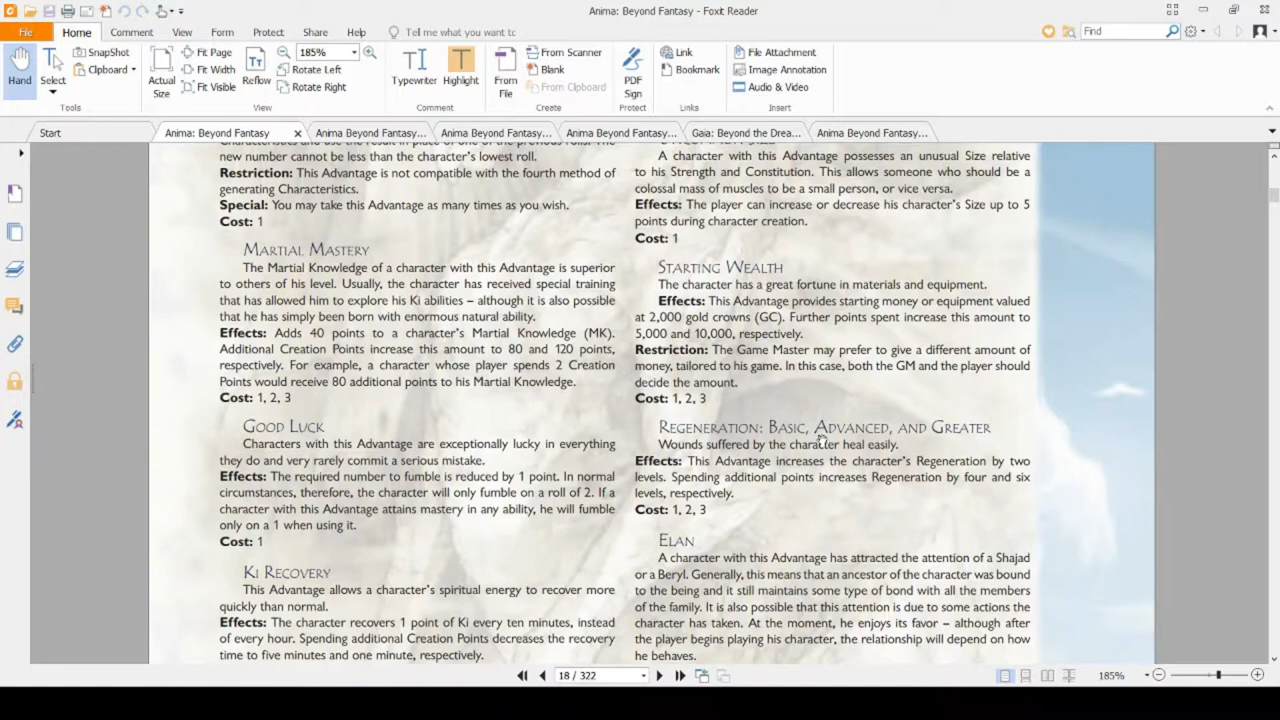 Anima: Beyond Fantasy - Foxit Reader
File
Home
Comment
View
Form
Protect
Share
Help
Tell me what you want tc
Find
Hand
Select
SnapShot
Clipboard
Tools
Actual
Size
Fit Page
Fit Width
Fit Visible
Reflow
185%
Rotate Left
Rotate Right
View
Typewriter
Highlight
Comment
From
File
From Scanner
Blank
From Clipboard
Create
PDF
Sign
Protect
Link
Bookmark
Links
File Attachment
Image Annotation
Audio & Video
Insert
Start
Anima: Beyond Fantasy
Anima Beyond Fantasy...
Anima Beyond Fantasy...
Anima Beyond Fantasy...
Gaia: Beyond the Drea...
Anima Beyond Fantasy...
Characteristics and use the result in place of one of the previous rolls. The
new number cannot be less than the character's lowest roll.
Restriction: This Advantage is not compatible with the fourth method of
generating Characteristics.
Special: You may take this Advantage as many times as you wish.
Cost: 1
Martial Mastery
The Martial Knowledge of a character with this Advantage is superior
to others of his level. Usually, the character has received special training
that has allowed him to explore his Ki abilities – although it is also possible
that he has simply been born with enormous natural ability.
Effects: Adds 40 points to a character's Martial Knowledge (MK).
Additional Creation Points increase this amount to 80 and 120 points,
respectively. For example, a character whose player spends 2 Creation
Points would receive 80 additional points to his Martial Knowledge.
Cost: 1, 2, 3
Good Luck
Characters with this Advantage are exceptionally lucky in everything
they do and very rarely commit a serious mistake.
Effects: The required number to fumble is reduced by 1 point. In normal
circumstances, therefore, the character will only fumble on a roll of 2. If a
character with this Advantage attains mastery in any ability, he will fumble
only on a 1 when using it.
Cost: 1
Ki Recovery
This Advantage allows a character's spiritual energy to recover more
quickly than normal.
Effects: The character recovers 1 point of Ki every ten minutes, instead
of every hour. Spending additional Creation Points decreases the recovery
time to five minutes and one minute, respectively.
Uncommon Size
A character with this Advantage possesses an unusual Size relative
to his Strength and Constitution. This allows someone who should be a
colossal mass of muscles to be a small person, or vice versa.
Effects: The player can increase or decrease his character's Size up to 5
points during character creation.
Cost: 1
Starting Wealth
The character has a great fortune in materials and equipment.
Effects: This Advantage provides starting money or equipment valued
at 2,000 gold crowns (GC). Further points spent increase this amount to
5,000 and 10,000, respectively.
Restriction: The Game Master may prefer to give a different amount of
money, tailored to his game. In this case, both the GM and the player should
decide the amount.
Cost: 1, 2, 3
Regeneration: Basic, Advanced, and Greater
Wounds suffered by the character heal easily.
Effects: This Advantage increases the character's Regeneration by two
levels. Spending additional points increases Regeneration by four and six
levels, respectively.
Cost: 1, 2, 3
Elan
A character with this Advantage has attracted the attention of a Shajad
or a Beryl. Generally, this means that an ancestor of the character was bound
to the being and it still maintains some type of bond with all the members
of the family. It is also possible that this attention is due to some actions the
character has taken. At the moment, he enjoys its favor – although after
the player begins playing his character, the relationship will depend on how
he behaves.
18 / 322
185%